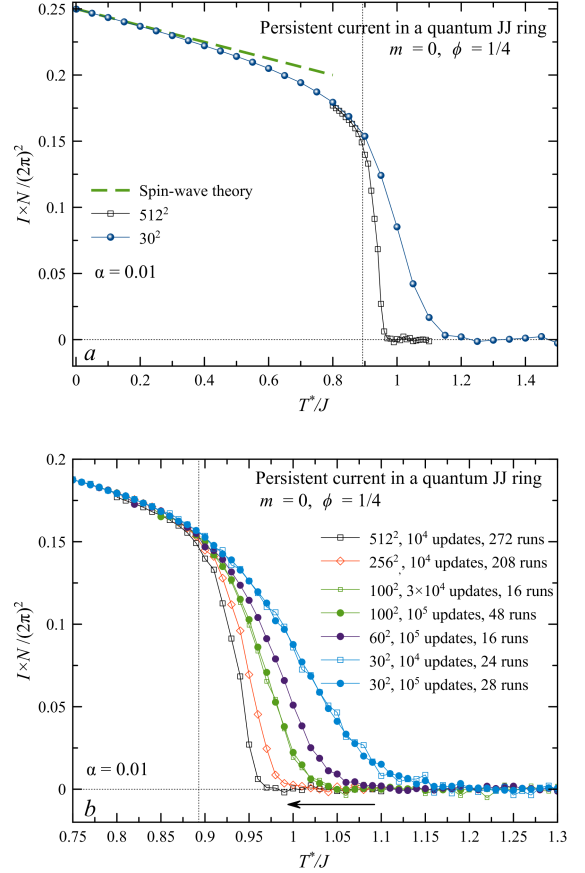 Persistent current in a quantum JJ ring
m = 0, ϕ = 1/4
0.25
0.2
0.15
0.1
0.05
0
I×N /(2π)²
Spin-wave theory
512²
30²
α = 0.01
a
0 0.2 0.4 0.6 0.8 1 1.2 1.4
T*/J
Persistent current in a quantum JJ ring
m = 0, ϕ = 1/4
0.2
0.15
0.1
0.05
0
I×N /(2π)²
512², 10⁴ updates, 272 runs
256², 10⁴ updates, 208 runs
100², 3×10⁴ updates, 16 runs
100², 10⁵ updates, 48 runs
60², 10⁵ updates, 16 runs
30², 10⁴ updates, 24 runs
30², 10⁵ updates, 28 runs
α = 0.01
b
0.75 0.8 0.85 0.9 0.95 1 1.05 1.1 1.15 1.2 1.25 1.3
T*/J